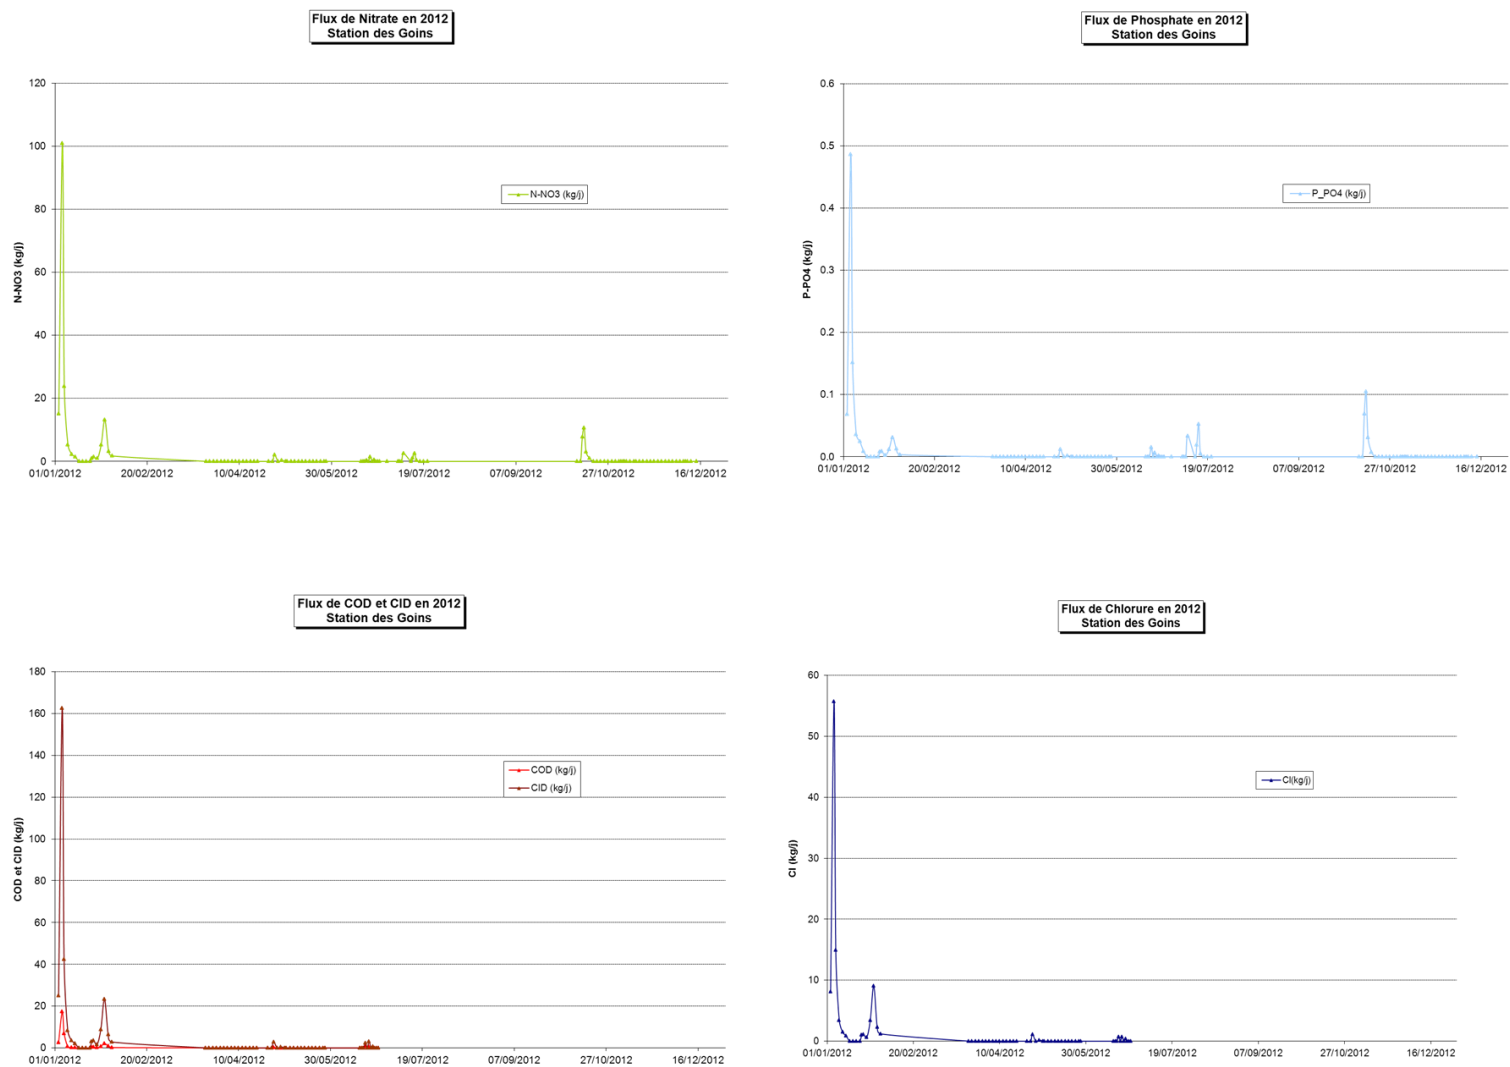 Flux de Nitrate en 2012
Station des Goins
120
100
80
60
40
20
0
N-NO3 (kg/j)
N-NO3 (kg/j)
01/01/2012 20/02/2012 10/04/2012 30/05/2012 19/07/2012 07/09/2012 27/10/2012 16/12/2012
Flux de Phosphate en 2012
Station des Goins
0.6
0.5
0.4
0.3
0.2
0.1
0.0
P-PO4 (kg/j)
P_PO4 (kg/j)
01/01/2012 20/02/2012 10/04/2012 30/05/2012 19/07/2012 07/09/2012 27/10/2012 16/12/2012
Flux de COD et CID en 2012
Station des Goins
180
160
140
120
100
80
60
40
20
0
COD et CID (kg/j)
COD (kg/j)
CID (kg/j)
01/01/2012 20/02/2012 10/04/2012 30/05/2012 19/07/2012 07/09/2012 27/10/2012 16/12/2012
Flux de Chlorure en 2012
Station des Goins
60
50
40
30
20
10
0
Cl (kg/j)
Cl(kg/j)
01/01/2012 20/02/2012 10/04/2012 30/05/2012 19/07/2012 07/09/2012 27/10/2012 16/12/2012